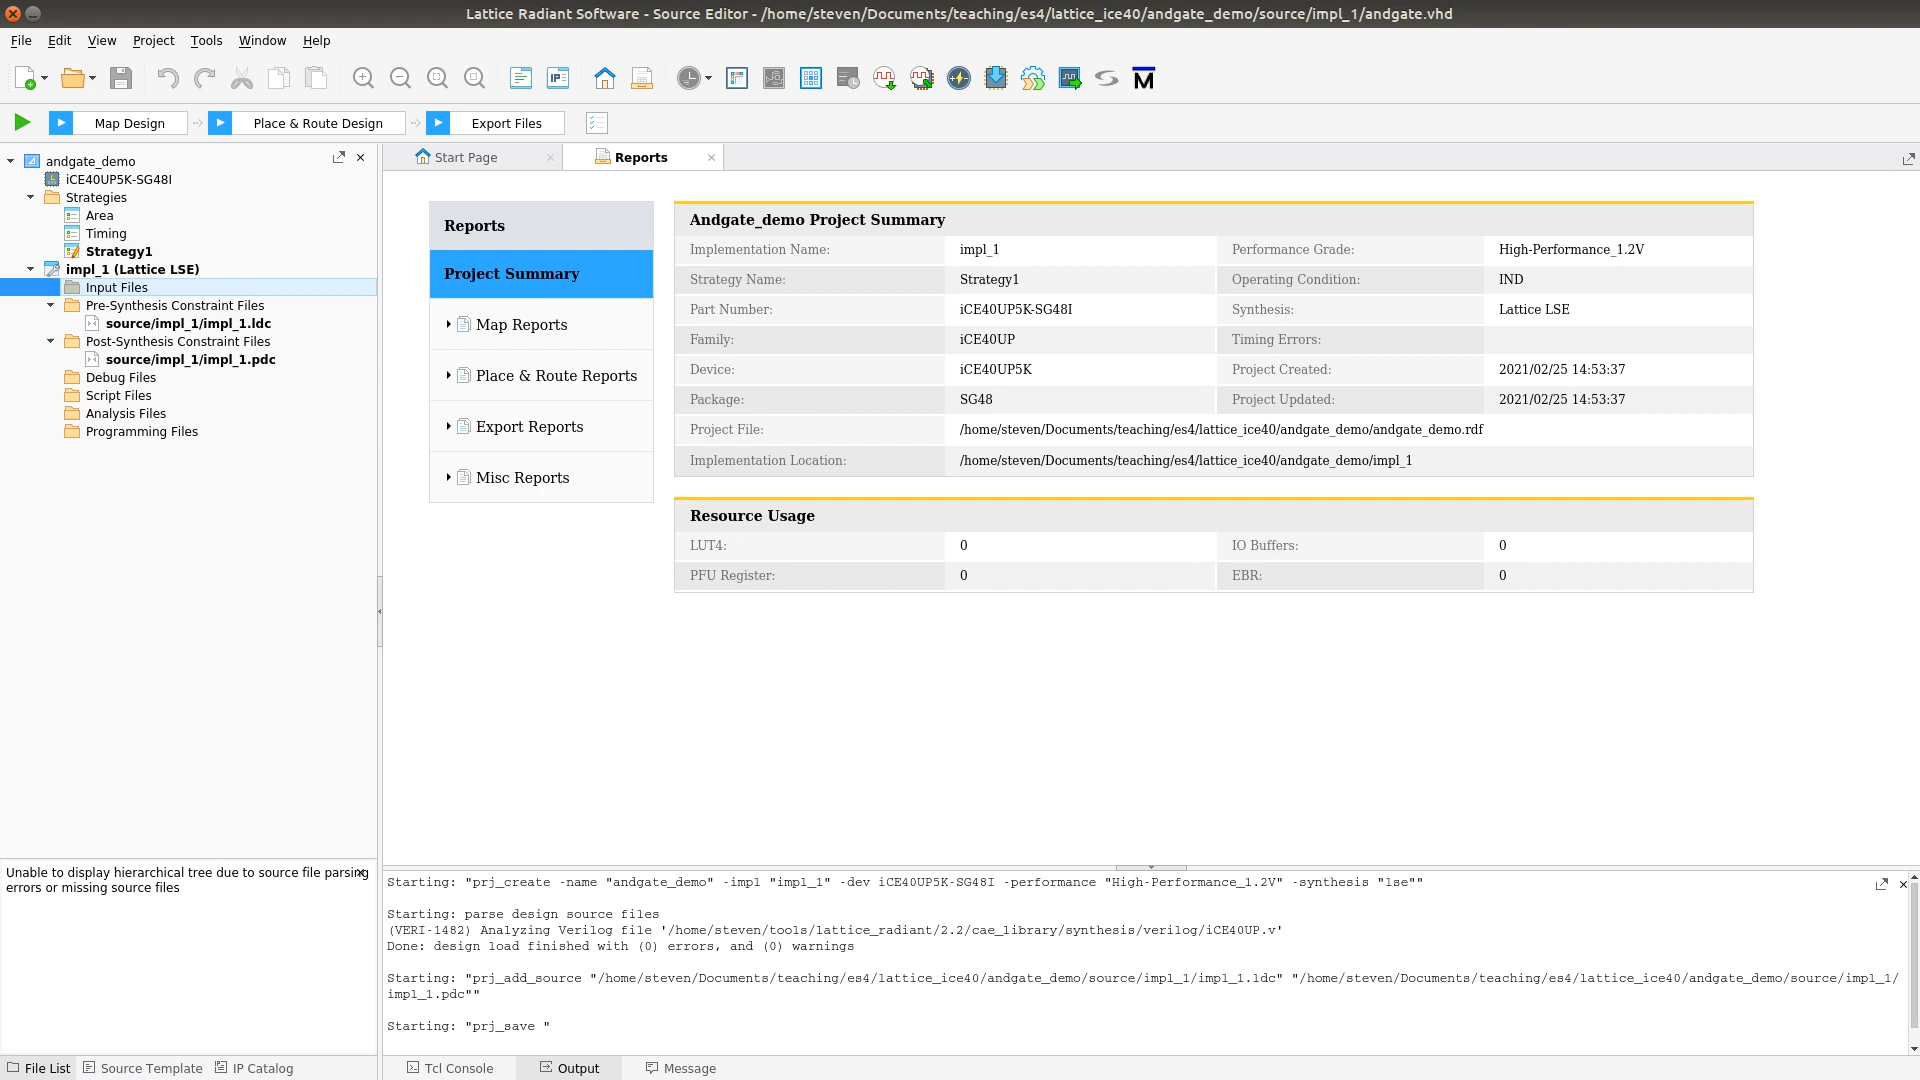 Lattice Radiant Software - Source Editor - /home/steven/Documents/teaching/es4/lattice_ice40/andgate_demo/source/impl_1/andgate.vhd
File Edit View Project Tools Window Help
IP
M
Map Design Place & Route Design Export Files
andgate_demo
iCE40UP5K-SG48I
Strategies
Area
Timing
Strategy1
impl_1 (Lattice LSE)
Input Files
Pre-Synthesis Constraint Files
source/impl_1/impl_1.ldc
Post-Synthesis Constraint Files
source/impl_1/impl_1.pdc
Debug Files
Script Files
Analysis Files
Programming Files
Unable to display hierarchical tree due to source file parsing
errors or missing source files
File List Source Template IP Catalog
Start Page Reports
Reports
Project Summary
Map Reports
Place & Route Reports
Export Reports
Misc Reports
Andgate_demo Project Summary
Implementation Name: impl_1 Performance Grade: High-Performance_1.2V
Strategy Name: Strategy1 Operating Condition: IND
Part Number: iCE40UP5K-SG48I Synthesis: Lattice LSE
Family: iCE40UP Timing Errors:
Device: iCE40UP5K Project Created: 2021/02/25 14:53:37
Package: SG48 Project Updated: 2021/02/25 14:53:37
Project File: /home/steven/Documents/teaching/es4/lattice_ice40/andgate_demo/andgate_demo.rdf
Implementation Location: /home/steven/Documents/teaching/es4/lattice_ice40/andgate_demo/impl_1
Resource Usage
LUT4: 0 IO Buffers: 0
PFU Register: 0 EBR: 0
Starting: "prj_create -name "andgate_demo" -impl "impl_1" -dev iCE40UP5K-SG48I -performance "High-Performance_1.2V" -synthesis "lse""
Starting: parse design source files
(VERI-1482) Analyzing Verilog file '/home/steven/tools/lattice_radiant/2.2/cae_library/synthesis/verilog/iCE40UP.v'
Done: design load finished with (0) errors, and (0) warnings
Starting: "prj_add_source "/home/steven/Documents/teaching/es4/lattice_ice40/andgate_demo/source/impl_1/impl_1.ldc" "/home/steven/Documents/teaching/es4/lattice_ice40/andgate_demo/source/impl_1/
impl_1.pdc""
Starting: "prj_save "
Tcl Console Output Message